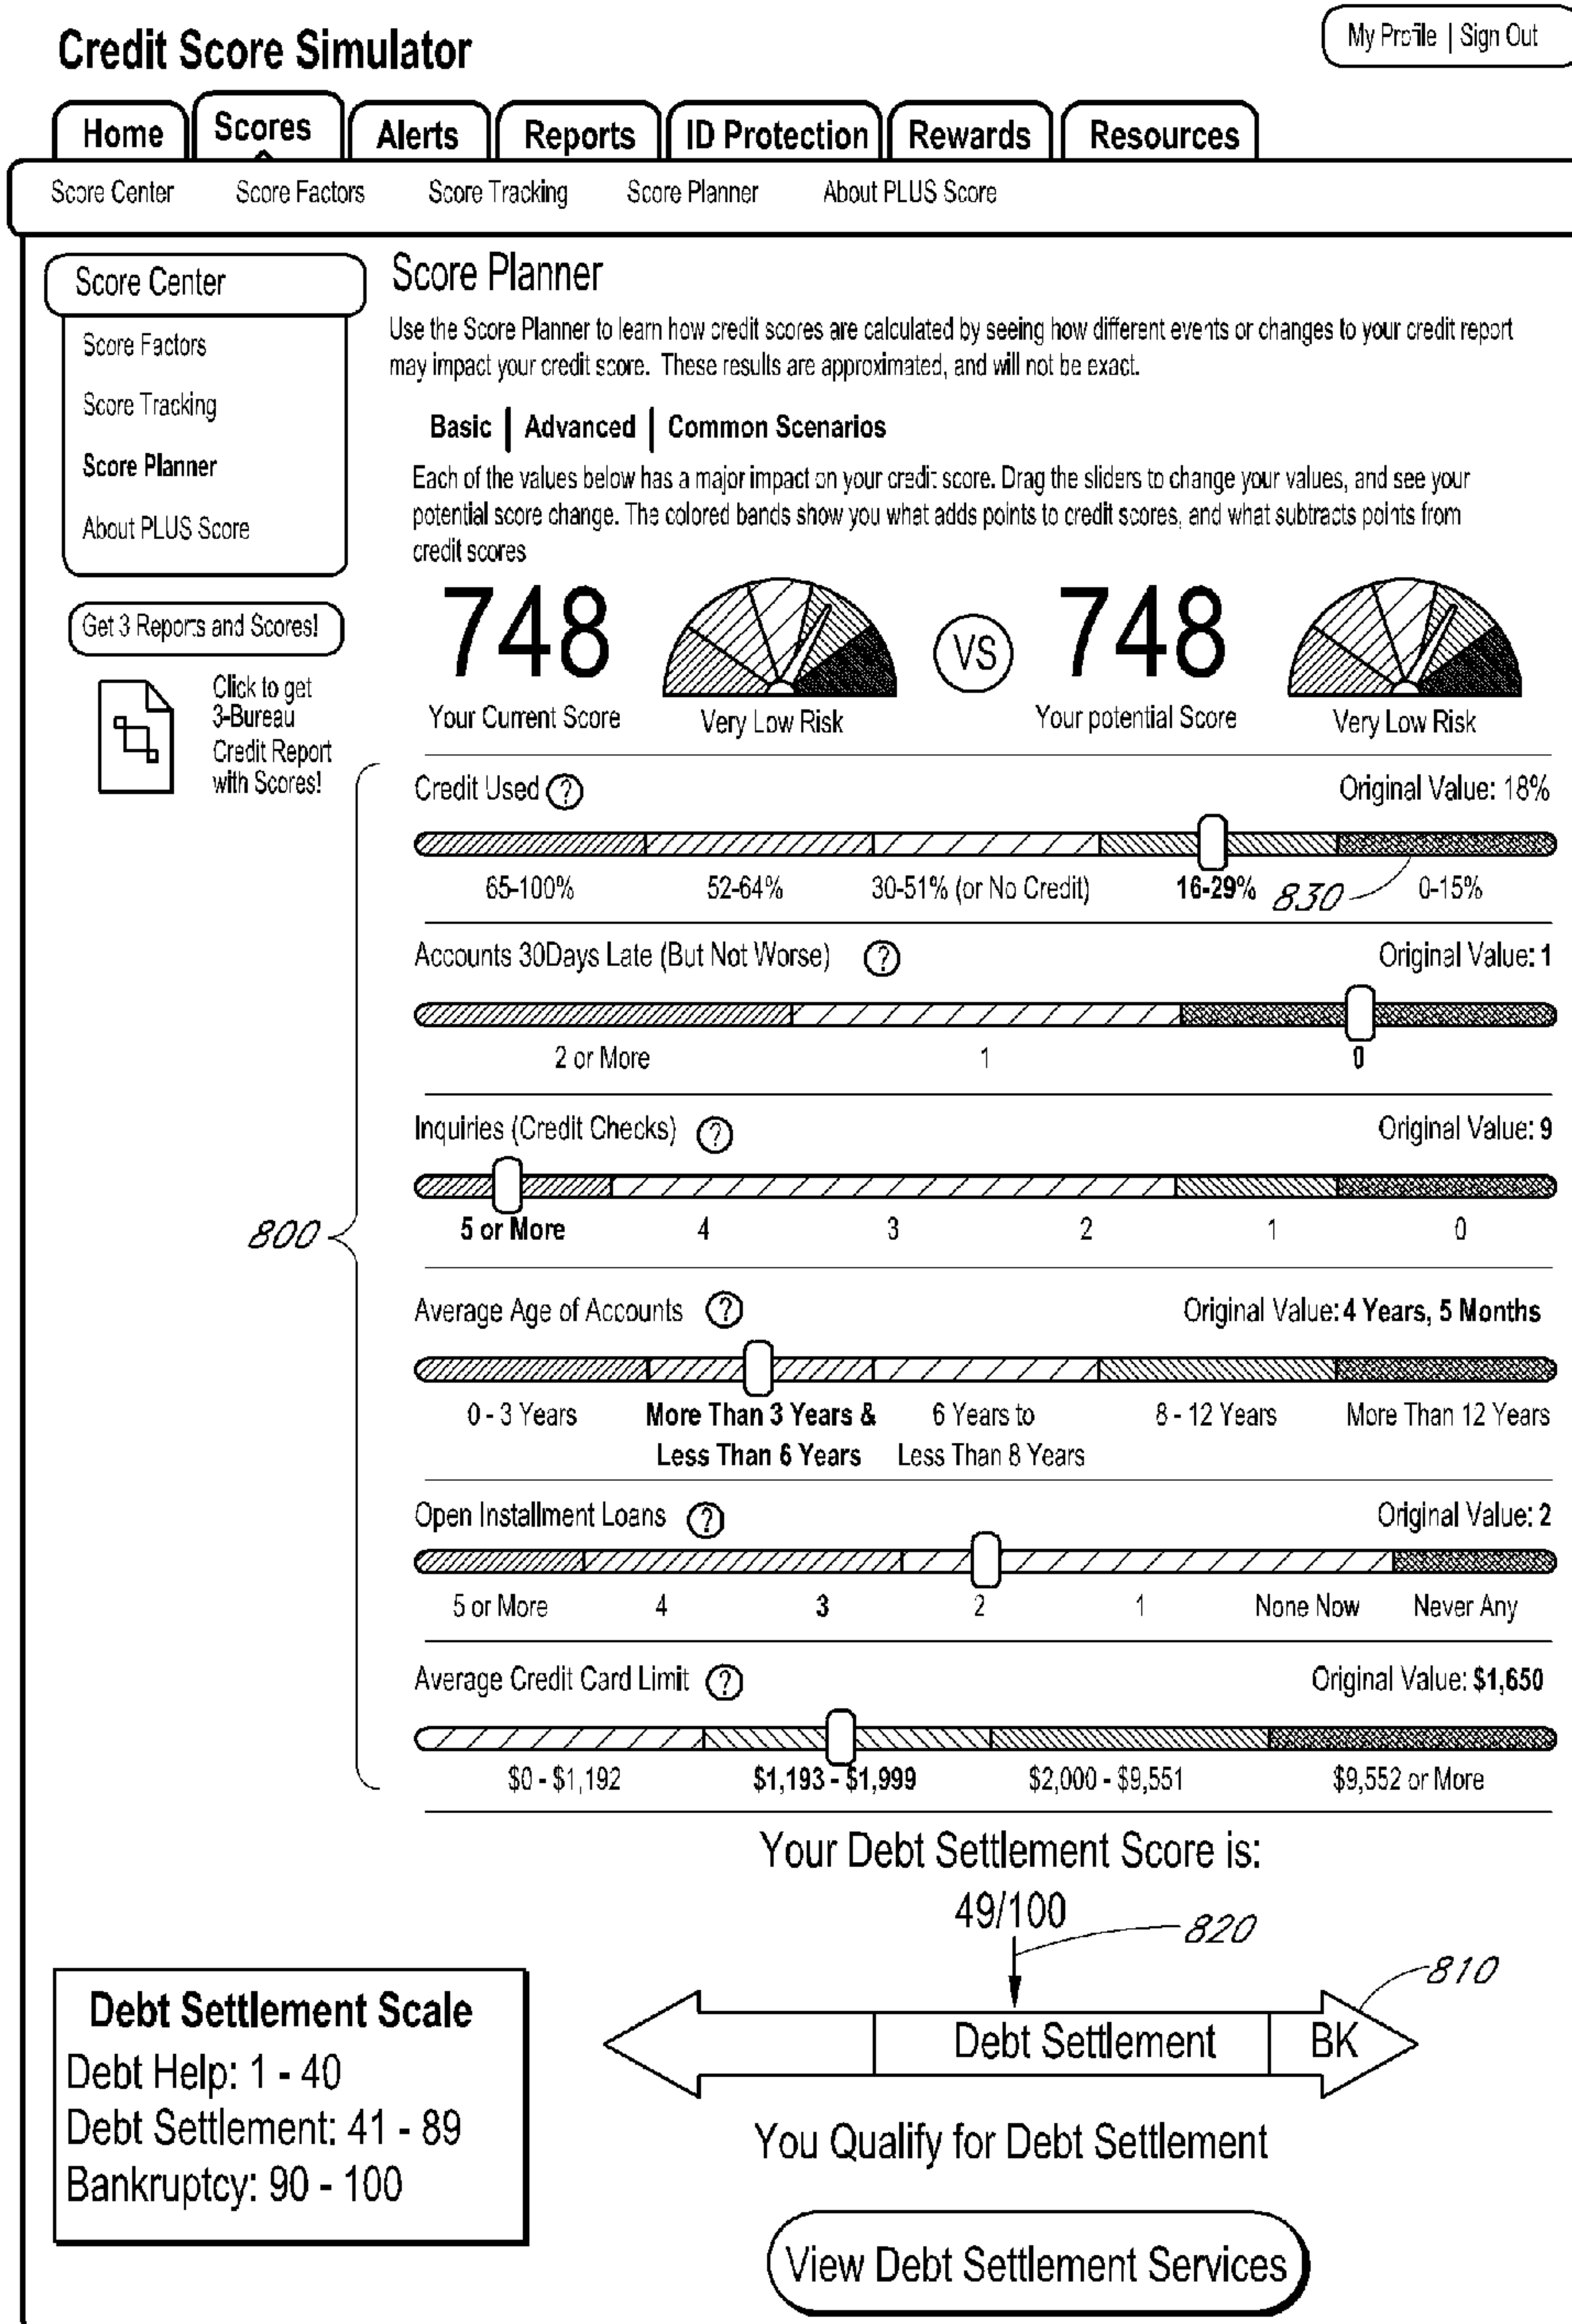 Credit Score Simulator
My Profile | Sign Out
Home
Scores
Alerts
Reports
ID Protection
Rewards
Resources
Score Center
Score Factors
Score Tracking
Score Planner
About PLUS Score
Score Center
Score Factors
Score Tracking
Score Planner
About PLUS Score
Get 3 Reports and Scores!
Click to get
3-Bureau
Credit Report
with Scores!
Score Planner
Use the Score Planner to learn how credit scores are calculated by seeing how different events or changes to your credit report
may impact your credit score. These results are approximated, and will not be exact.
Basic | Advanced | Common Scenarios
Each of the values below has a major impact on your credit score. Drag the sliders to change your values, and see your
potential score change. The colored bands show you what adds points to credit scores, and what subtracts points from
credit scores
748
Your Current Score
Very Low Risk
VS
748
Your potential Score
Very Low Risk
800
Credit Used ?
Original Value: 18%
65-100%
52-64%
30-51% (or No Credit)
16-29%
830
0-15%
Accounts 30Days Late (But Not Worse) ?
Original Value: 1
2 or More
1
0
Inquiries (Credit Checks) ?
Original Value: 9
5 or More
4
3
2
1
0
Average Age of Accounts ?
Original Value: 4 Years, 5 Months
0 - 3 Years
More Than 3 Years &
Less Than 6 Years
6 Years to
Less Than 8 Years
8 - 12 Years
More Than 12 Years
Open Installment Loans ?
Original Value: 2
5 or More
4
3
2
1
None Now
Never Any
Average Credit Card Limit ?
Original Value: $1,650
$0 - $1,192
$1,193 - $1,999
$2,000 - $9,551
$9,552 or More
Your Debt Settlement Score is:
49/100
820
810
Debt Settlement
BK
You Qualify for Debt Settlement
View Debt Settlement Services
Debt Settlement Scale
Debt Help: 1 - 40
Debt Settlement: 41 - 89
Bankruptcy: 90 - 100